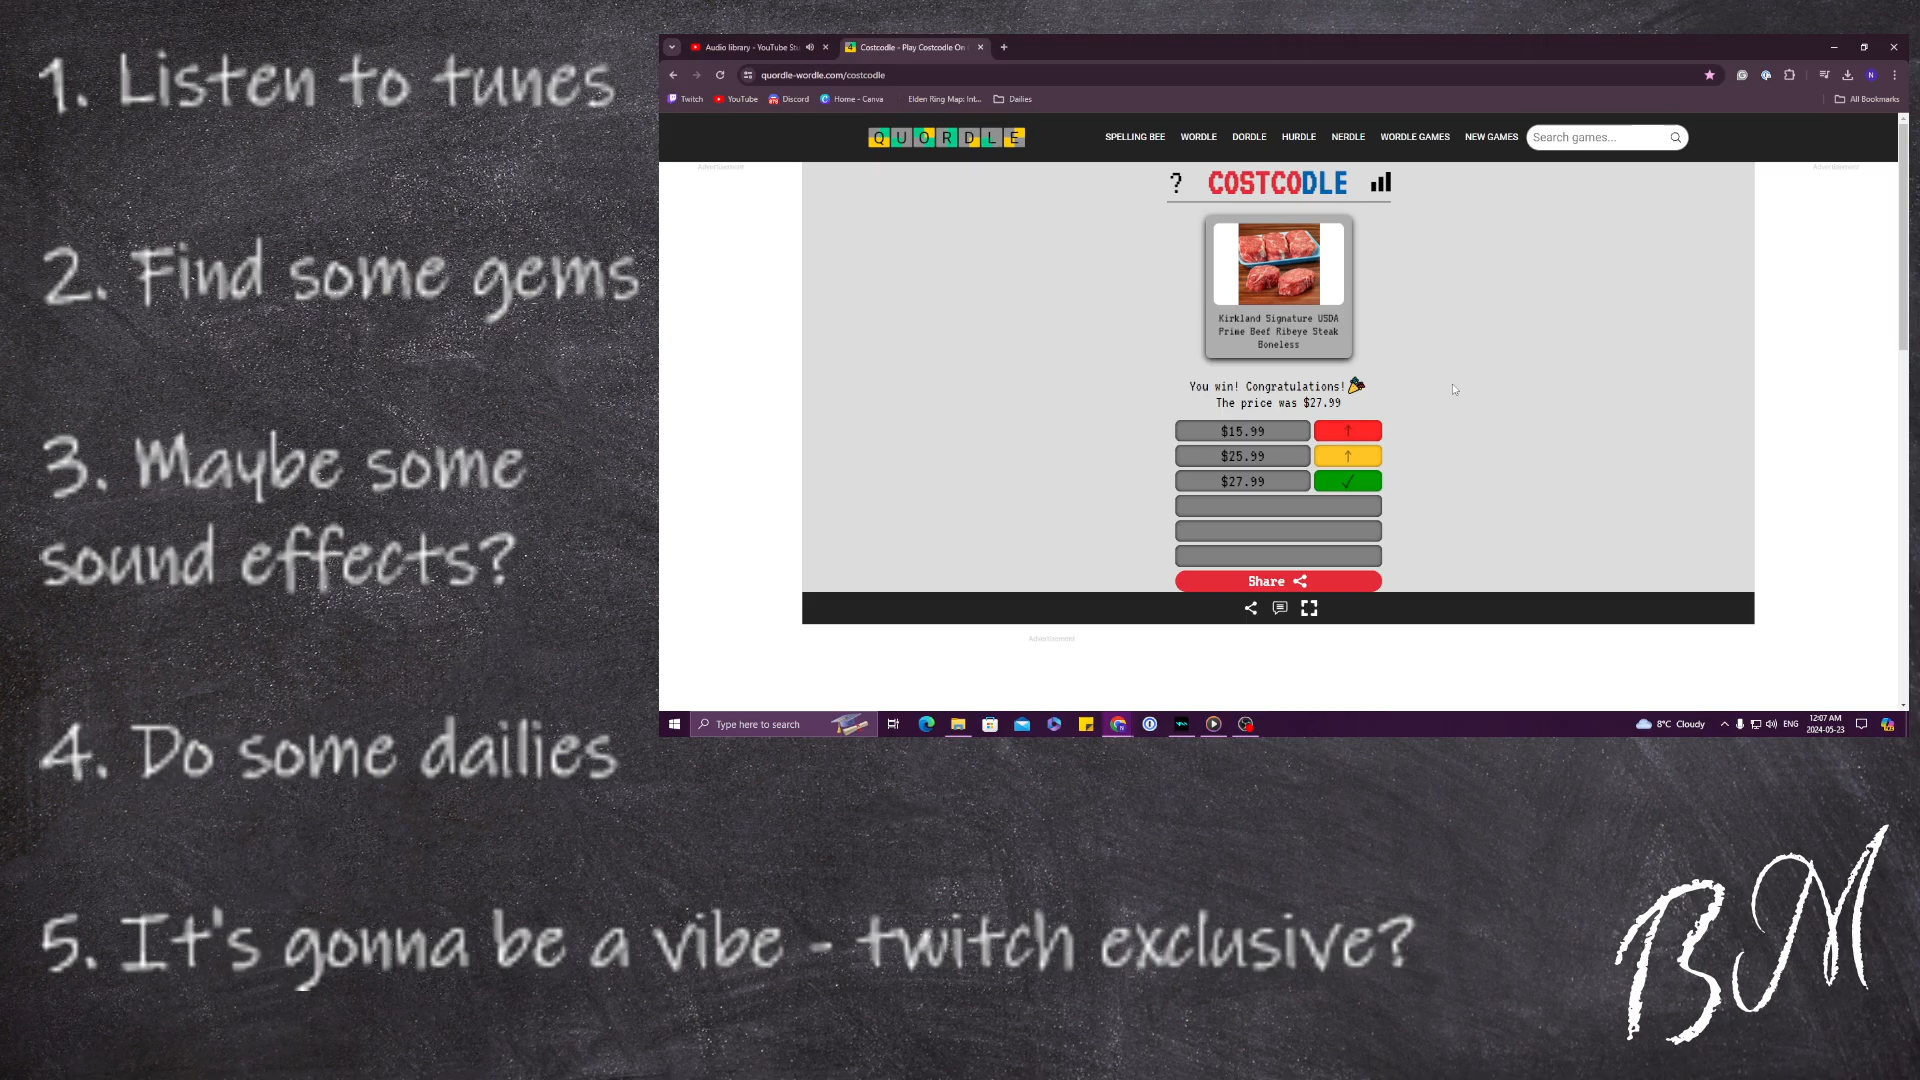 1. Listen to tunes
2. Find some gems
3. Maybe some
sound effects?
4. Do some dailies
5. It's gonna be a vibe - twitch exclusive?
BM
Audio library - YouTube Stu
Costcodle - Play Costcodle On
quordle-wordle.com/costcodle
Twitch YouTube Discord Home - Canva Elden Ring Map: Int... Dailies All Bookmarks
QUORDLE
SPELLING BEE WORDLE DORDLE HURDLE NERDLE WORDLE GAMES NEW GAMES Search games...
Advertisement Advertisement
? COSTCODLE
Kirkland Signature USDA
Prime Beef Ribeye Steak
Boneless
You win! Congratulations!
The price was $27.99
$15.99 ↑
$25.99 ↑
$27.99 ✓
Share
Advertisement
Type here to search
8°C Cloudy ENG 12:07 AM
2024-05-23